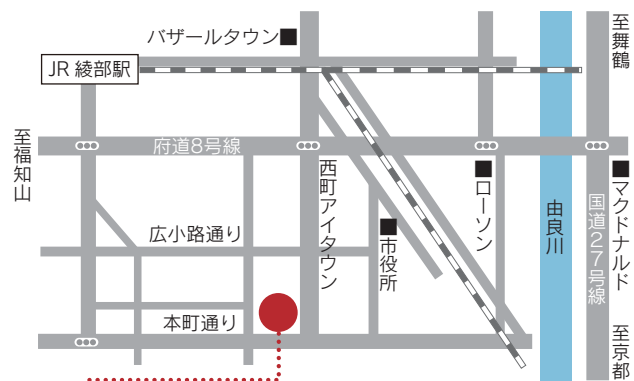 バザールタウン■
至舞鶴
JR 綾部駅
至福知山
府道8号線
西町アイタウン
■ローソン
■マクドナルド
広小路通り
■市役所
由良川
国道27号線
本町通り
至京都